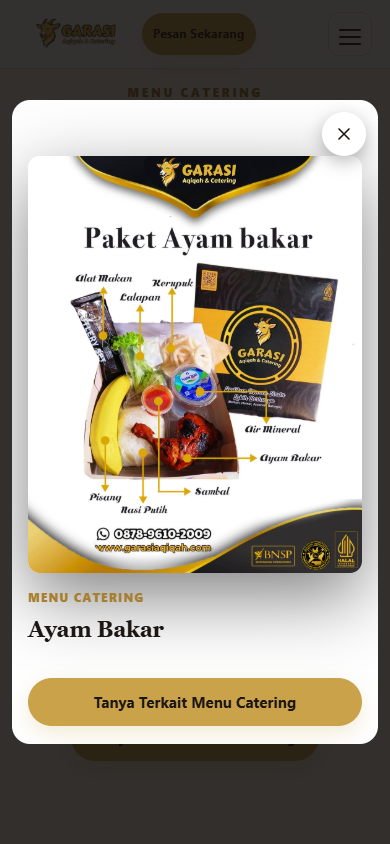 GARASI
Pesan Sekarang
MENU CATERING
GARASI
Aqiqah & Catering
Paket Ayam bakar
Alat Makan
Kerupuk
Lalapan
GARASI
Aqiqah & Catering
Air Mineral
Ayam Bakar
Sambal
Pisang
Nasi Putih
0878-9610-2009
www.garasiaqiqah.com
BNSP
HALAL
MENU CATERING
Ayam Bakar
Tanya Terkait Menu Catering